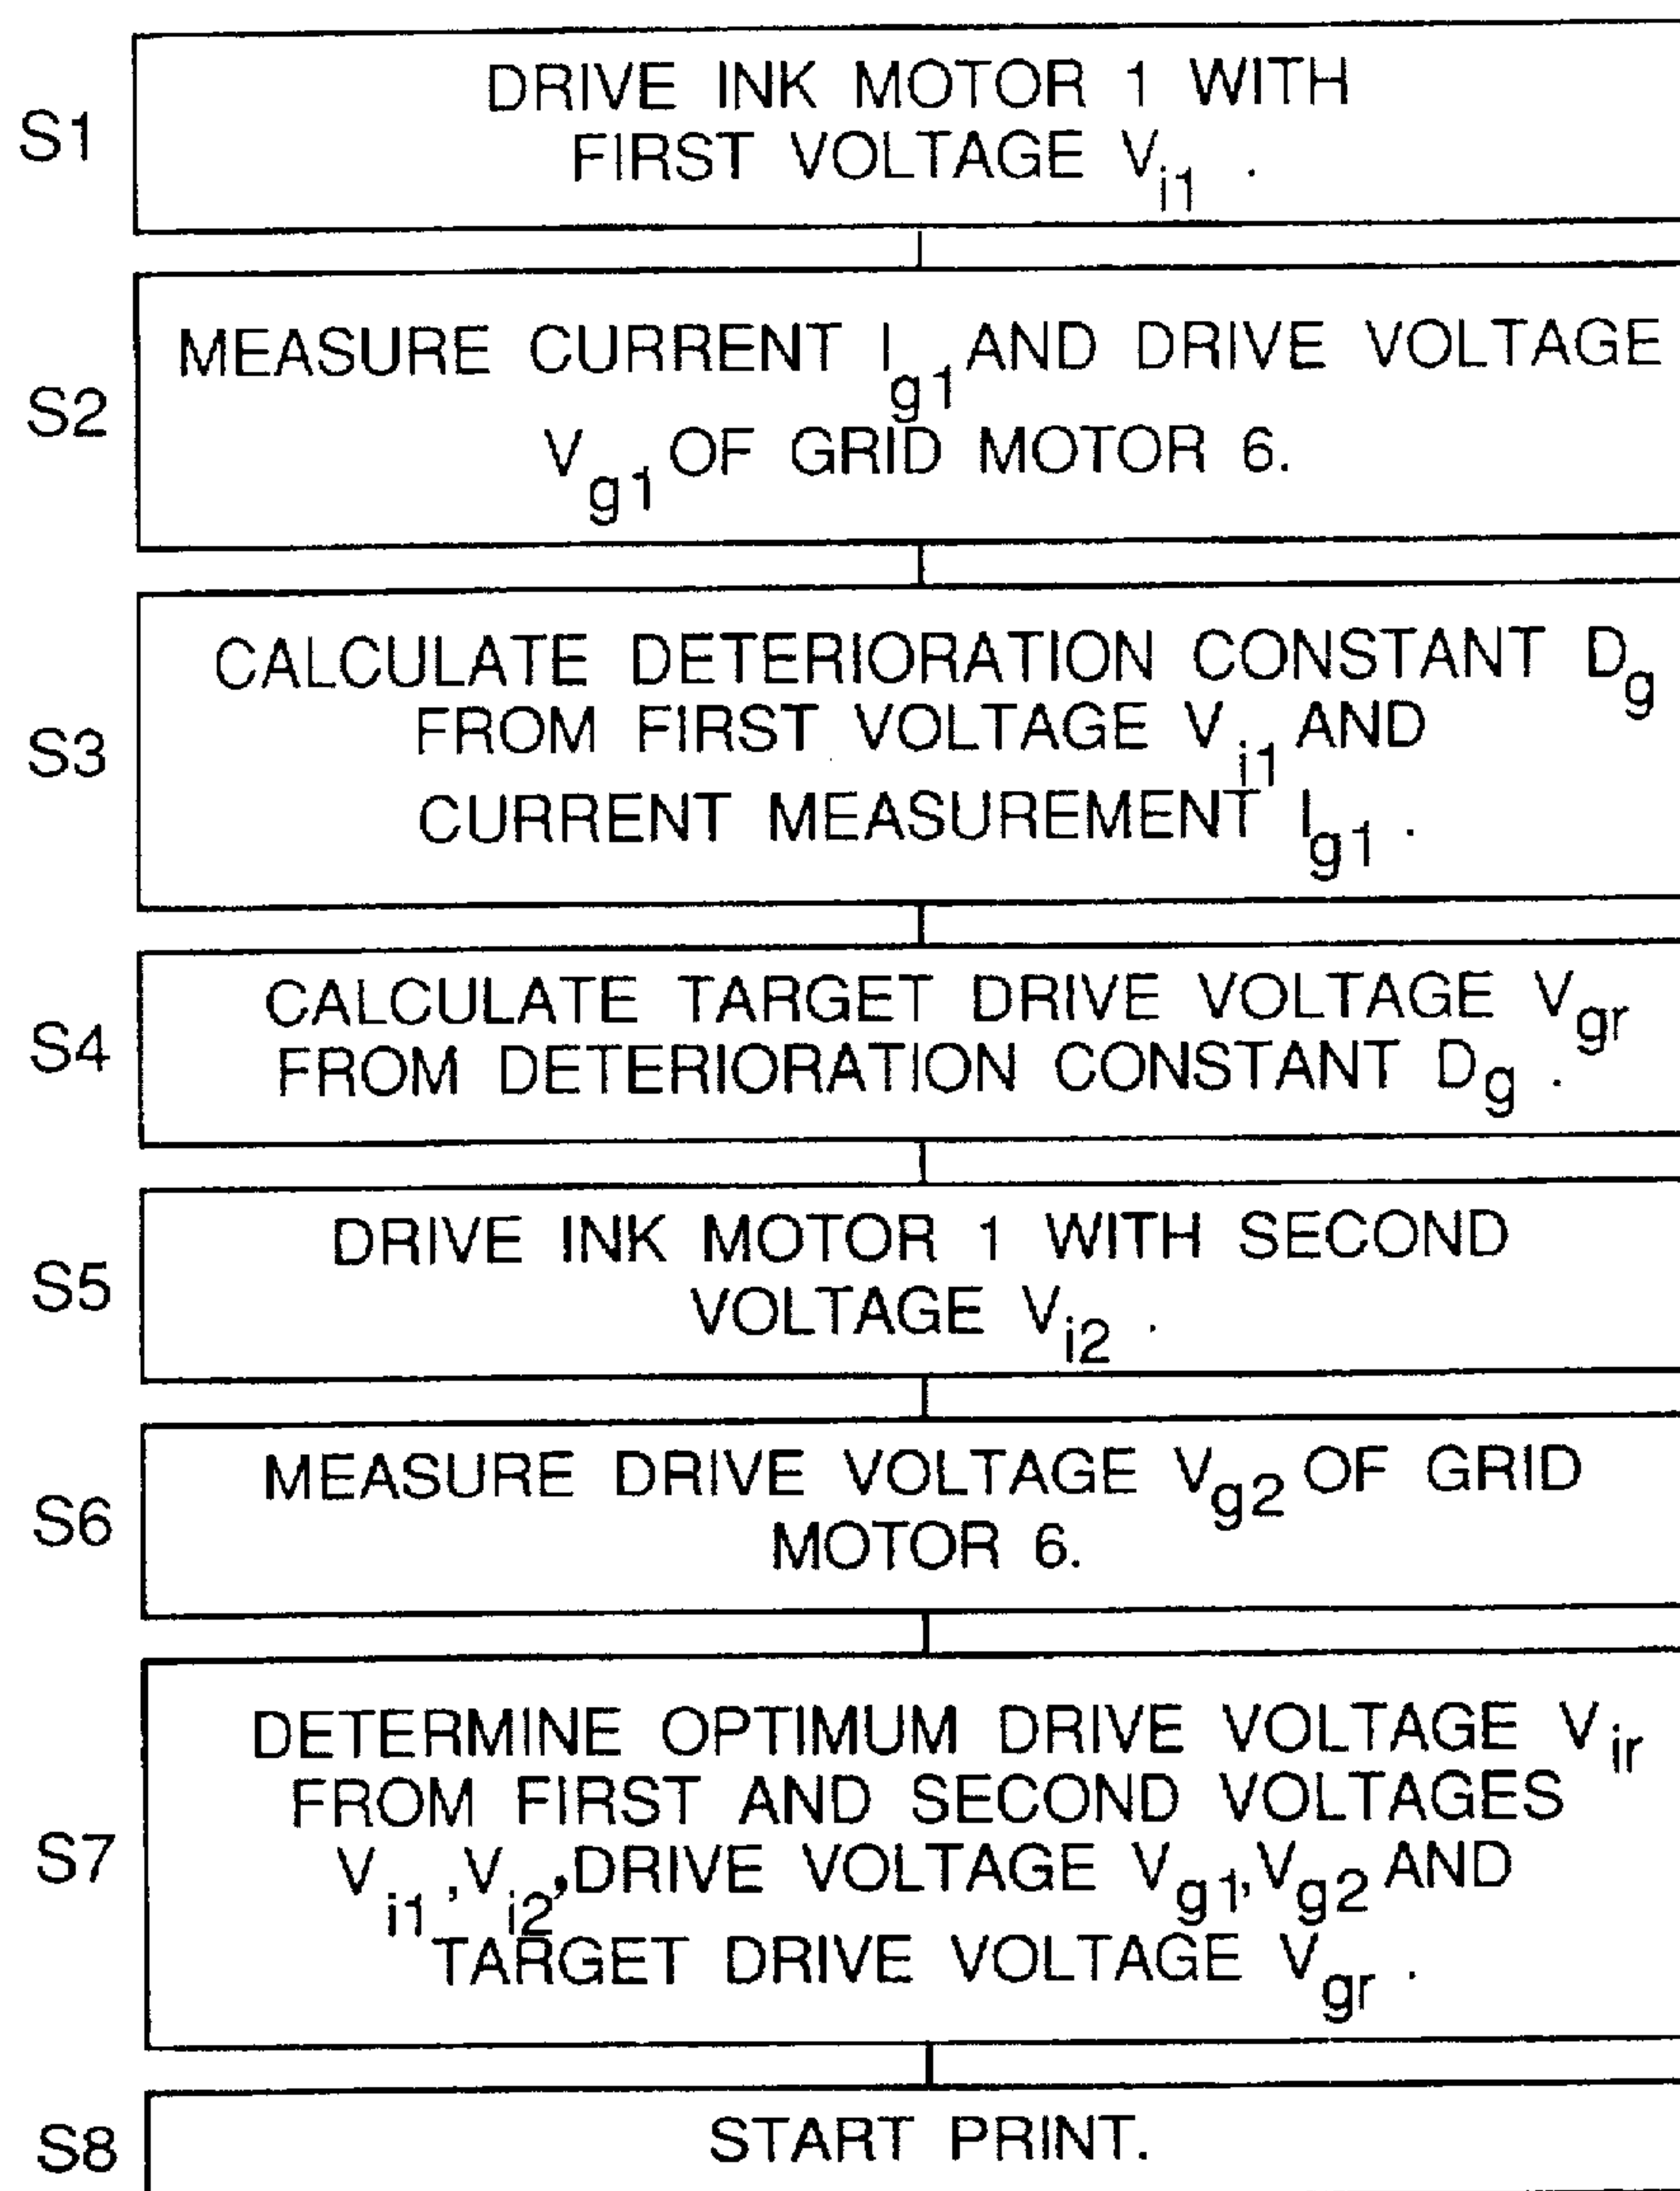 S1
DRIVE INK MOTOR 1 WITH
FIRST VOLTAGE Vi1 .
S2
MEASURE CURRENT Ig1 AND DRIVE VOLTAGE
Vg1 OF GRID MOTOR 6.
S3
CALCULATE DETERIORATION CONSTANT Dg
FROM FIRST VOLTAGE Vi1 AND
CURRENT MEASUREMENT Ig1 .
S4
CALCULATE TARGET DRIVE VOLTAGE Vgr
FROM DETERIORATION CONSTANT Dg .
S5
DRIVE INK MOTOR 1 WITH SECOND
VOLTAGE Vi2 .
S6
MEASURE DRIVE VOLTAGE Vg2 OF GRID
MOTOR 6.
S7
DETERMINE OPTIMUM DRIVE VOLTAGE Vir
FROM FIRST AND SECOND VOLTAGES
Vi1,Vi2,DRIVE VOLTAGE Vg1,Vg2 AND
TARGET DRIVE VOLTAGE Vgr .
S8
START PRINT.